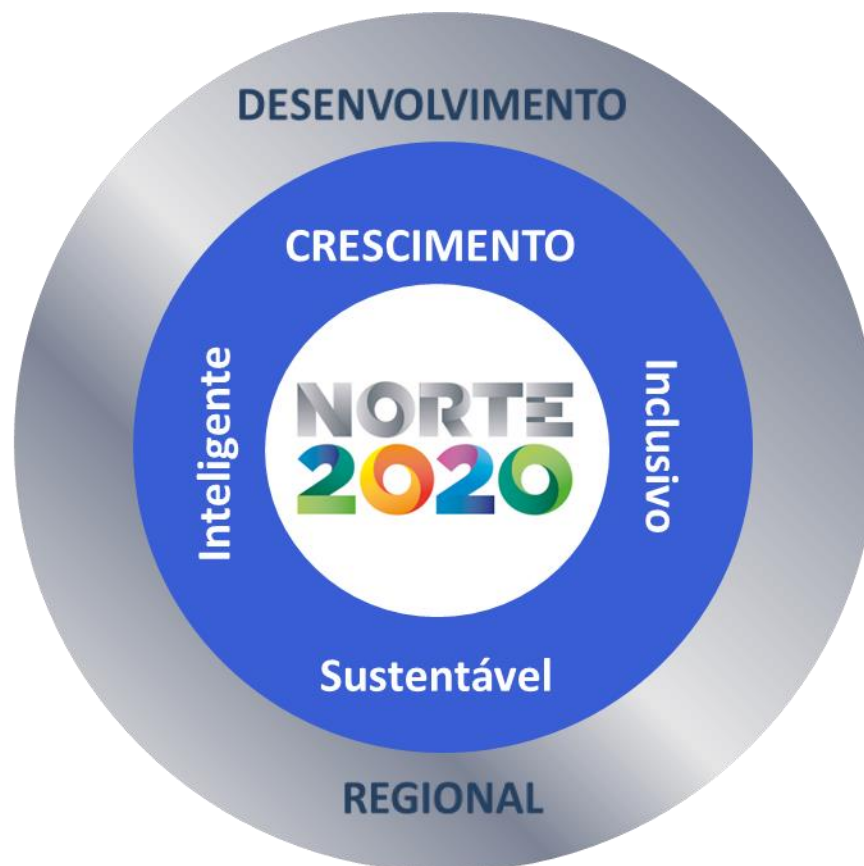 DESENVOLVIMENTO
CRESCIMENTO
Inteligente
NORTE
2020
Inclusivo
Sustentável
REGIONAL